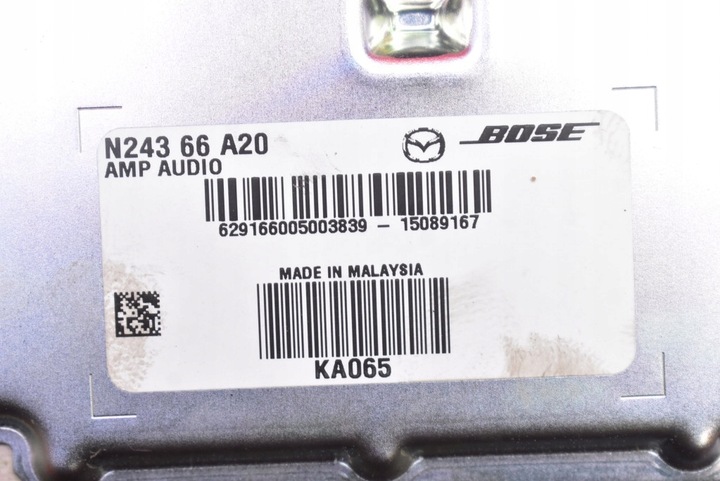 N243 66 A20
BOSE
AMP AUDIO
629166005003839 - 15089167
MADE IN MALAYSIA
KA065